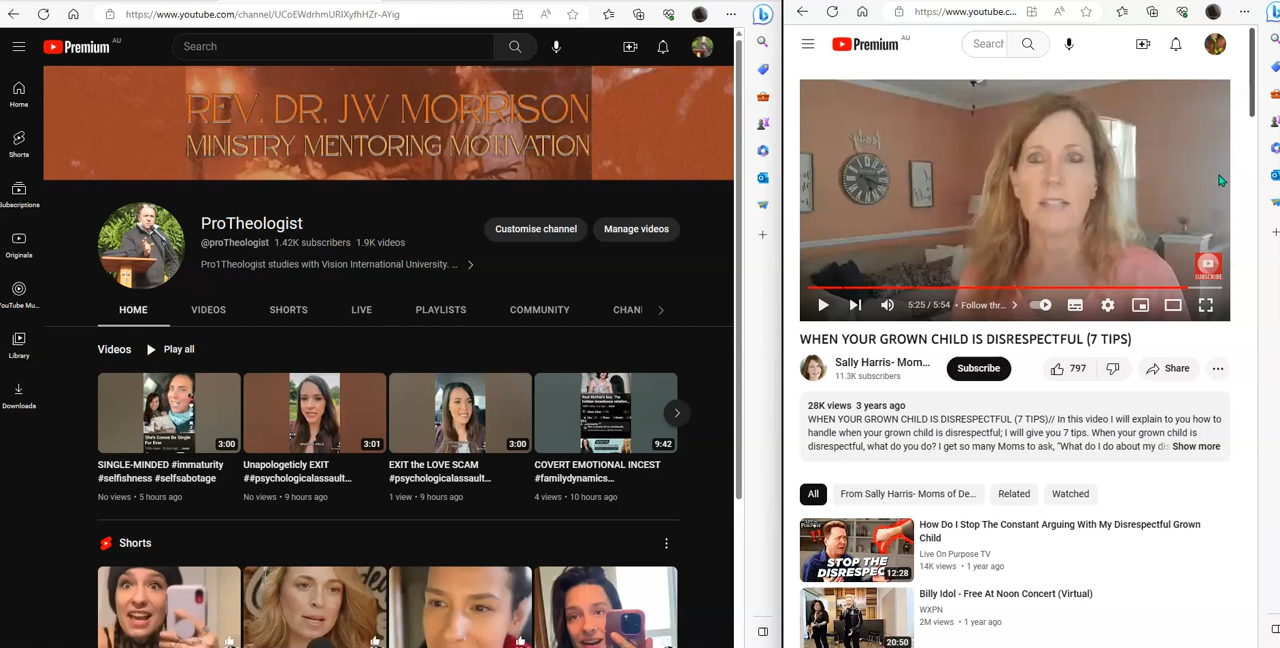 https://www.youtube.com/channel/UCoEWdrhmURIXyfhHZr-AYig
Premium AU
Search
Home
Shorts
Subscriptions
Originals
YouTube Mu...
Library
Downloads
REV. DR. JW MORRISON
MINISTRY MENTORING MOTIVATION
ProTheologist
@proTheologist 1.42K subscribers 1.9K videos
Pro1Theologist studies with Vision International University. ...
Customise channel
Manage videos
HOME VIDEOS SHORTS LIVE PLAYLISTS COMMUNITY CHAN
Videos Play all
3:00
3:01
3:00
9:42
SINGLE-MINDED #immaturity
#selfishness #selfsabotage
No views • 5 hours ago
Unapologeticly EXIT
##psychologicalassault...
No views • 9 hours ago
EXIT the LOVE SCAM
#psychologicalassault...
1 view • 9 hours ago
COVERT EMOTIONAL INCEST
#familydynamics...
4 views • 10 hours ago
Shorts
https://www.youtube.c...
Premium AU
Searcl
SUBSCRIBE
5:25 / 5:54 • Follow thr...
WHEN YOUR GROWN CHILD IS DISRESPECTFUL (7 TIPS)
Sally Harris- Mom...
11.3K subscribers
Subscribe
797
Share
28K views 3 years ago
WHEN YOUR GROWN CHILD IS DISRESPECTFUL (7 TIPS)// In this video I will explain to you how to
handle when your grown child is disrespectful; I will give you 7 tips. When your grown child is
disrespectful, what do you do? I get so many Moms to ask, "What do I do about my dis Show more
All
From Sally Harris- Moms of De...
Related
Watched
STOP THE
DISRESPEC
12:28
How Do I Stop The Constant Arguing With My Disrespectful Grown
Child
Live On Purpose TV
14K views • 1 year ago
20:50
Billy Idol - Free At Noon Concert (Virtual)
WXPN
2M views • 1 year ago